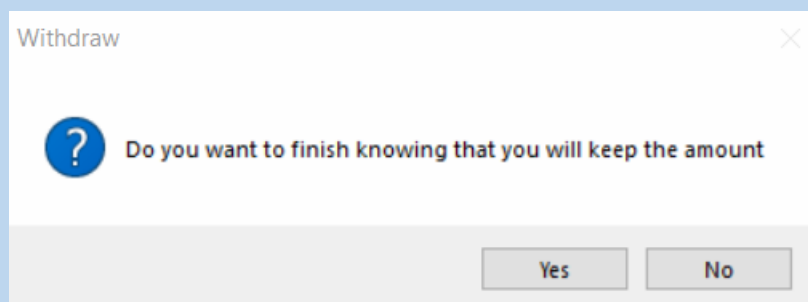 Withdraw
Do you want to finish knowing that you will keep the amount
Yes
No